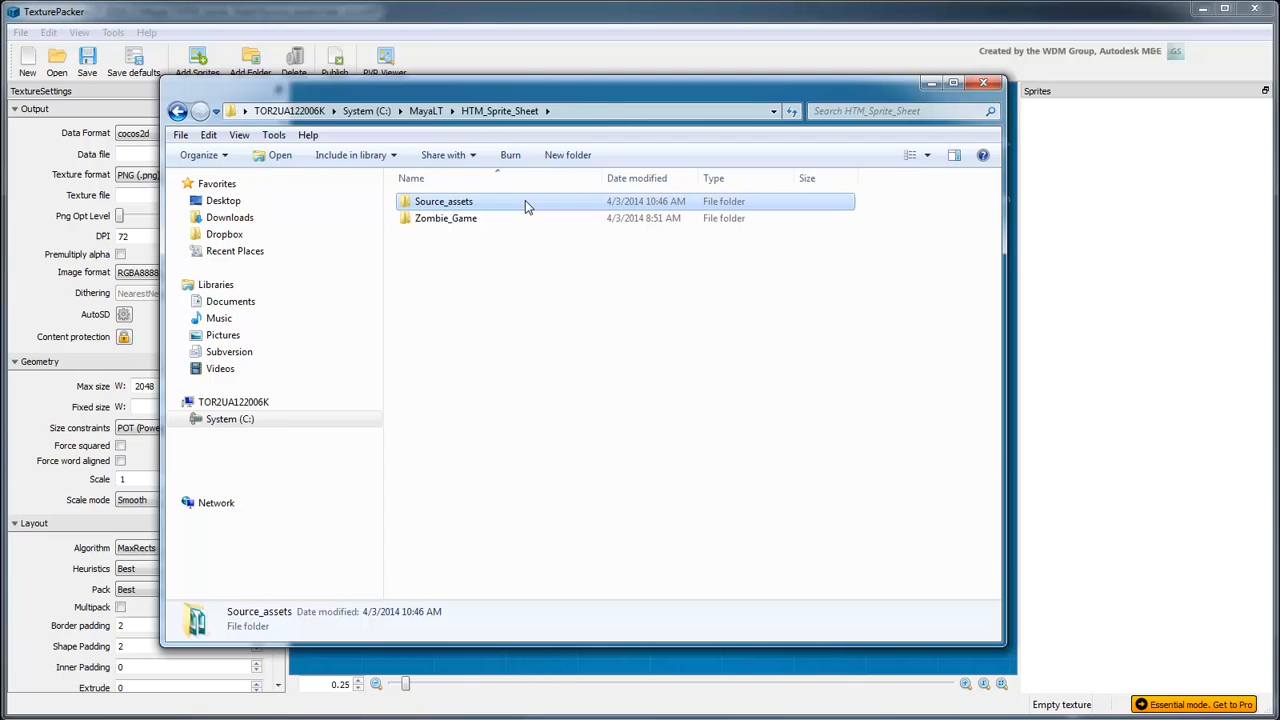 TexturePacker
File Edit View Tools Help
New Open Save Save defaults Add Sprites Add Folder Delete Publish PVR Viewer
Created by the WDM Group, Autodesk M&E GS
TextureSettings
Output
Data Format cocos2d
Data file
Texture format PNG (.png)
Texture file
Png Opt Level
DPI 72
Premultiply alpha
Image format RGBA8888
Dithering NearestNe
AutoSD
Content protection
Geometry
Max size W: 2048
Fixed size W:
Size constraints POT (Powe
Force squared
Force word aligned
Scale 1
Scale mode Smooth
Layout
Algorithm MaxRects
Heuristics Best
Pack Best
Multipack
Border padding 2
Shape Padding 2
Inner Padding 0
Extrude 0
TOR2UA122006K System (C:) MayaLT HTM_Sprite_Sheet
Search HTM_Sprite_Sheet
File Edit View Tools Help
Organize Open Include in library Share with Burn New folder
Favorites
Desktop
Downloads
Dropbox
Recent Places
Libraries
Documents
Music
Pictures
Subversion
Videos
TOR2UA122006K
System (C:)
Network
Name Date modified Type Size
Source_assets 4/3/2014 10:46 AM File folder
Zombie_Game 4/3/2014 8:51 AM File folder
Source_assets Date modified: 4/3/2014 10:46 AM
File folder
Sprites
0.25
Empty texture
Essential mode. Get to Pro